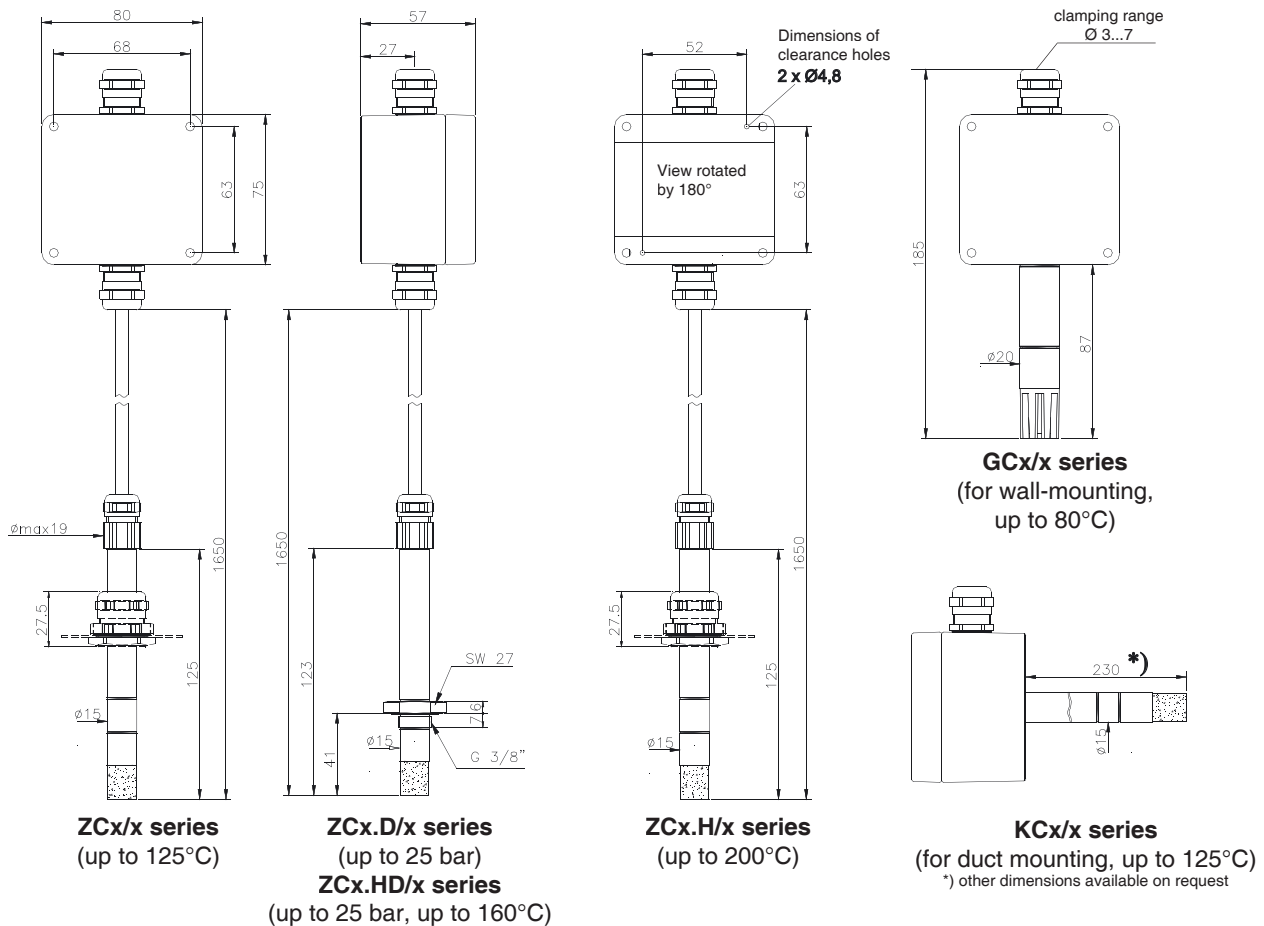 80
68
63
75
1650
ømax19
27.5
125
ø15
ZCx/x series
(up to 125°C)
57
27
1650
123
41
SW 27
7.6
ø15
G 3/8"
ZCx.D/x series
(up to 25 bar)
ZCx.HD/x series
(up to 25 bar, up to 160°C)
52
Dimensions of
clearance holes
2 x Ø4,8
View rotated
by 180°
63
1650
27.5
125
ø15
ZCx.H/x series
(up to 200°C)
clamping range
Ø 3...7
185
87
ø20
GCx/x series
(for wall-mounting,
up to 80°C)
230 *)
ø15
KCx/x series
(for duct mounting, up to 125°C)
*) other dimensions available on request